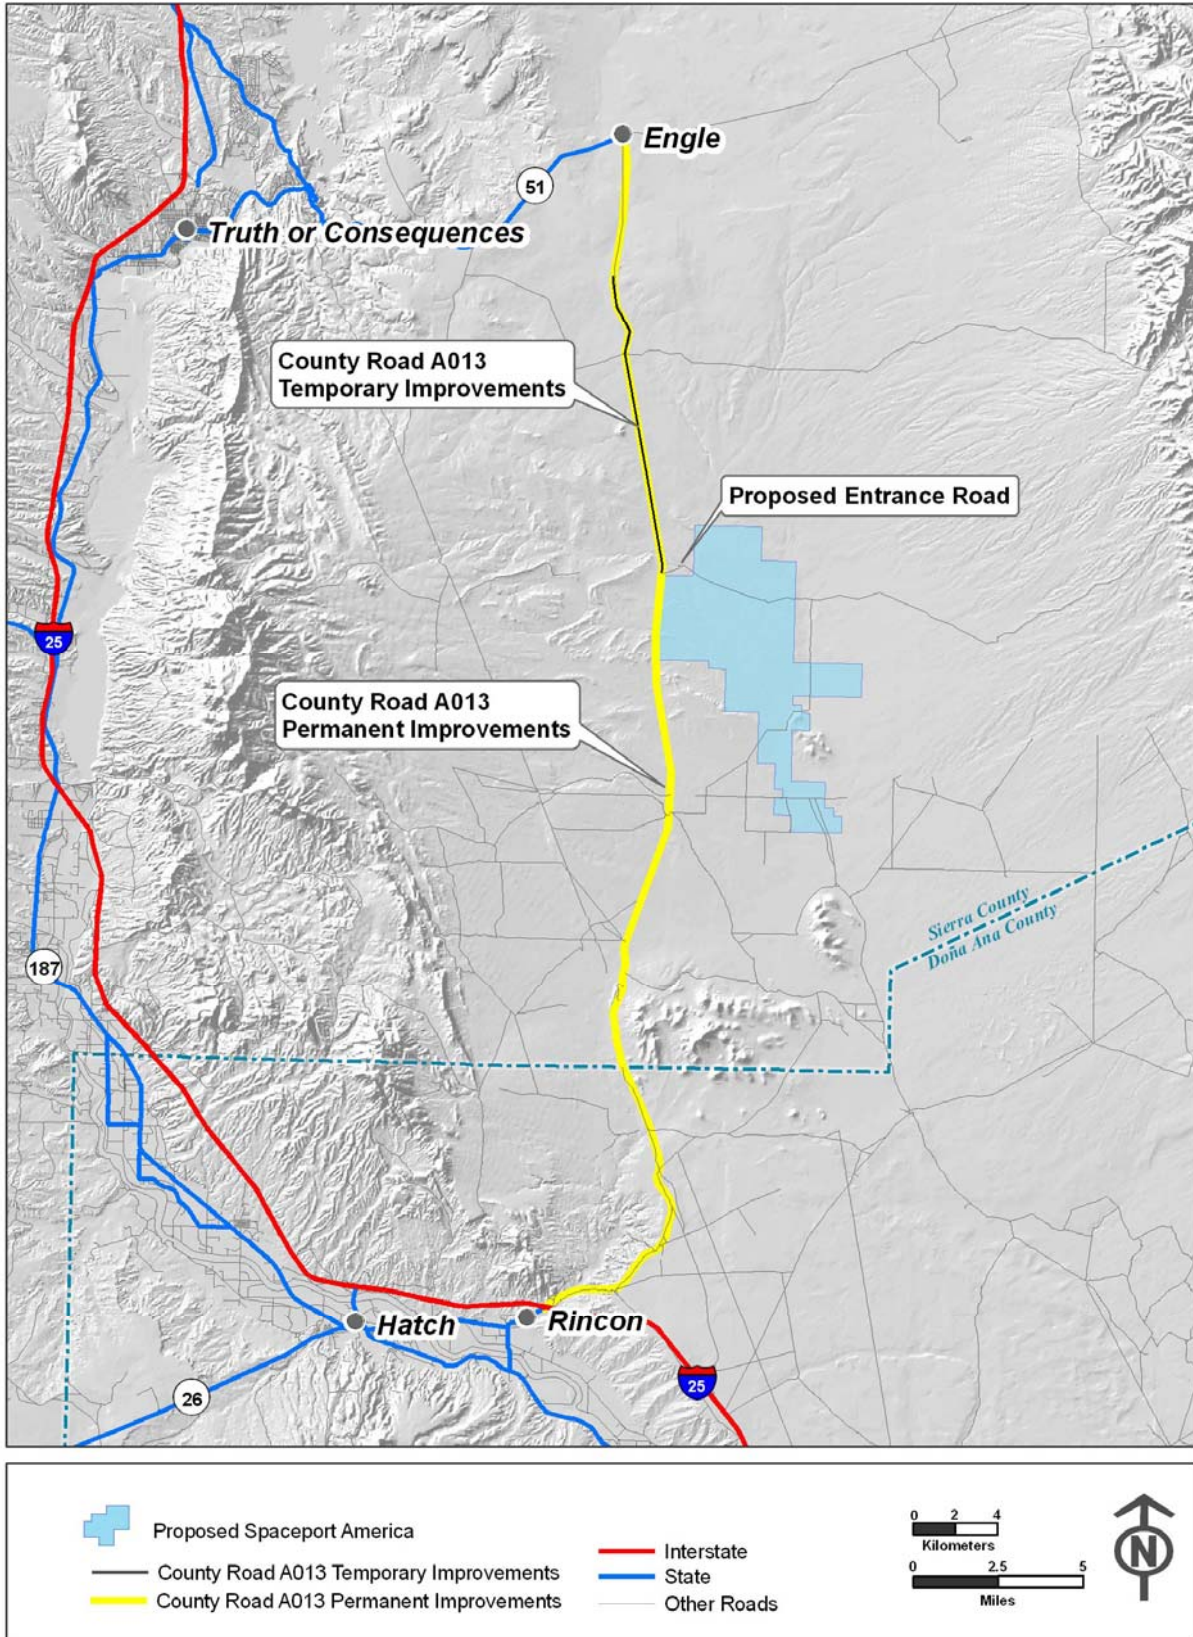 Engle
51
Truth or Consequences
County Road A013
Temporary Improvements
Proposed Entrance Road
25
County Road A013
Permanent Improvements
Sierra County
Doña Ana County
187
Hatch
Rincon
26
25
Proposed Spaceport America
County Road A013 Temporary Improvements
County Road A013 Permanent Improvements
Interstate
State
Other Roads
0 2 4
Kilometers
0 2.5 5
Miles
N